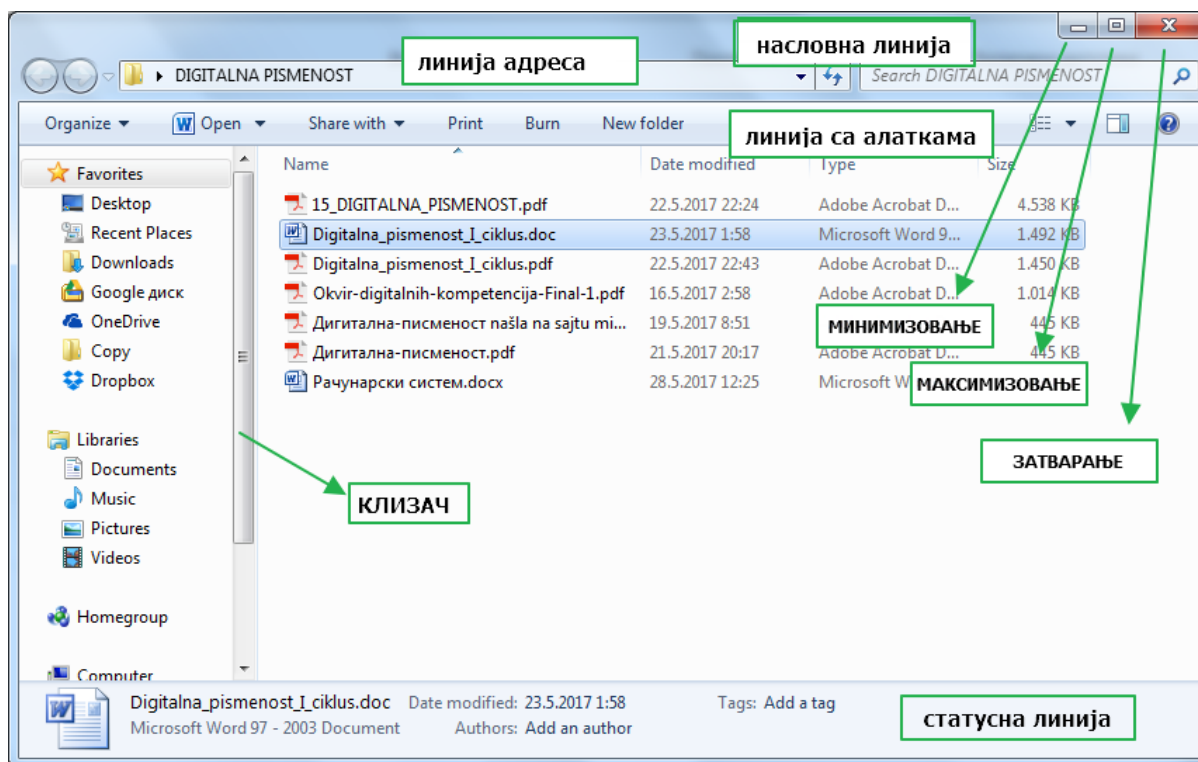 насловна линија
линија адреса
DIGITALNA PISMENOST
Search DIGITALNA PISMENOST
Organize Open Share with Print Burn New folder
линија са алаткама
Name Date modified Type Size
Favorites
Desktop
Recent Places
Downloads
Google диск
OneDrive
Copy
Dropbox
Libraries
Documents
Music
Pictures
Videos
Homegroup
Computer
15_DIGITALNA_PISMENOST.pdf 22.5.2017 22:24 Adobe Acrobat D... 4.538 KB
Digitalna_pismenost_I_ciklus.doc 23.5.2017 1:58 Microsoft Word 9... 1.492 KB
Digitalna_pismenost_I_ciklus.pdf 22.5.2017 22:43 Adobe Acrobat D... 1.450 KB
Okvir-digitalnih-kompetencija-Final-1.pdf 16.5.2017 2:58 Adobe Acrobat D... 1.014 KB
Дигитална-писменост našla na sajtu mi... 19.5.2017 8:51 445 KB
Дигитална-писменост.pdf 21.5.2017 20:17 Adobe Acrobat D... 445 KB
Рачунарски систем.docx 28.5.2017 12:25 Microsoft W
МИНИМИЗОВАЊЕ
МАКСИМИЗОВАЊЕ
ЗАТВАРАЊЕ
КЛИЗАЧ
Digitalna_pismenost_I_ciklus.doc Date modified: 23.5.2017 1:58 Tags: Add a tag
Microsoft Word 97 - 2003 Document Authors: Add an author
статусна линија